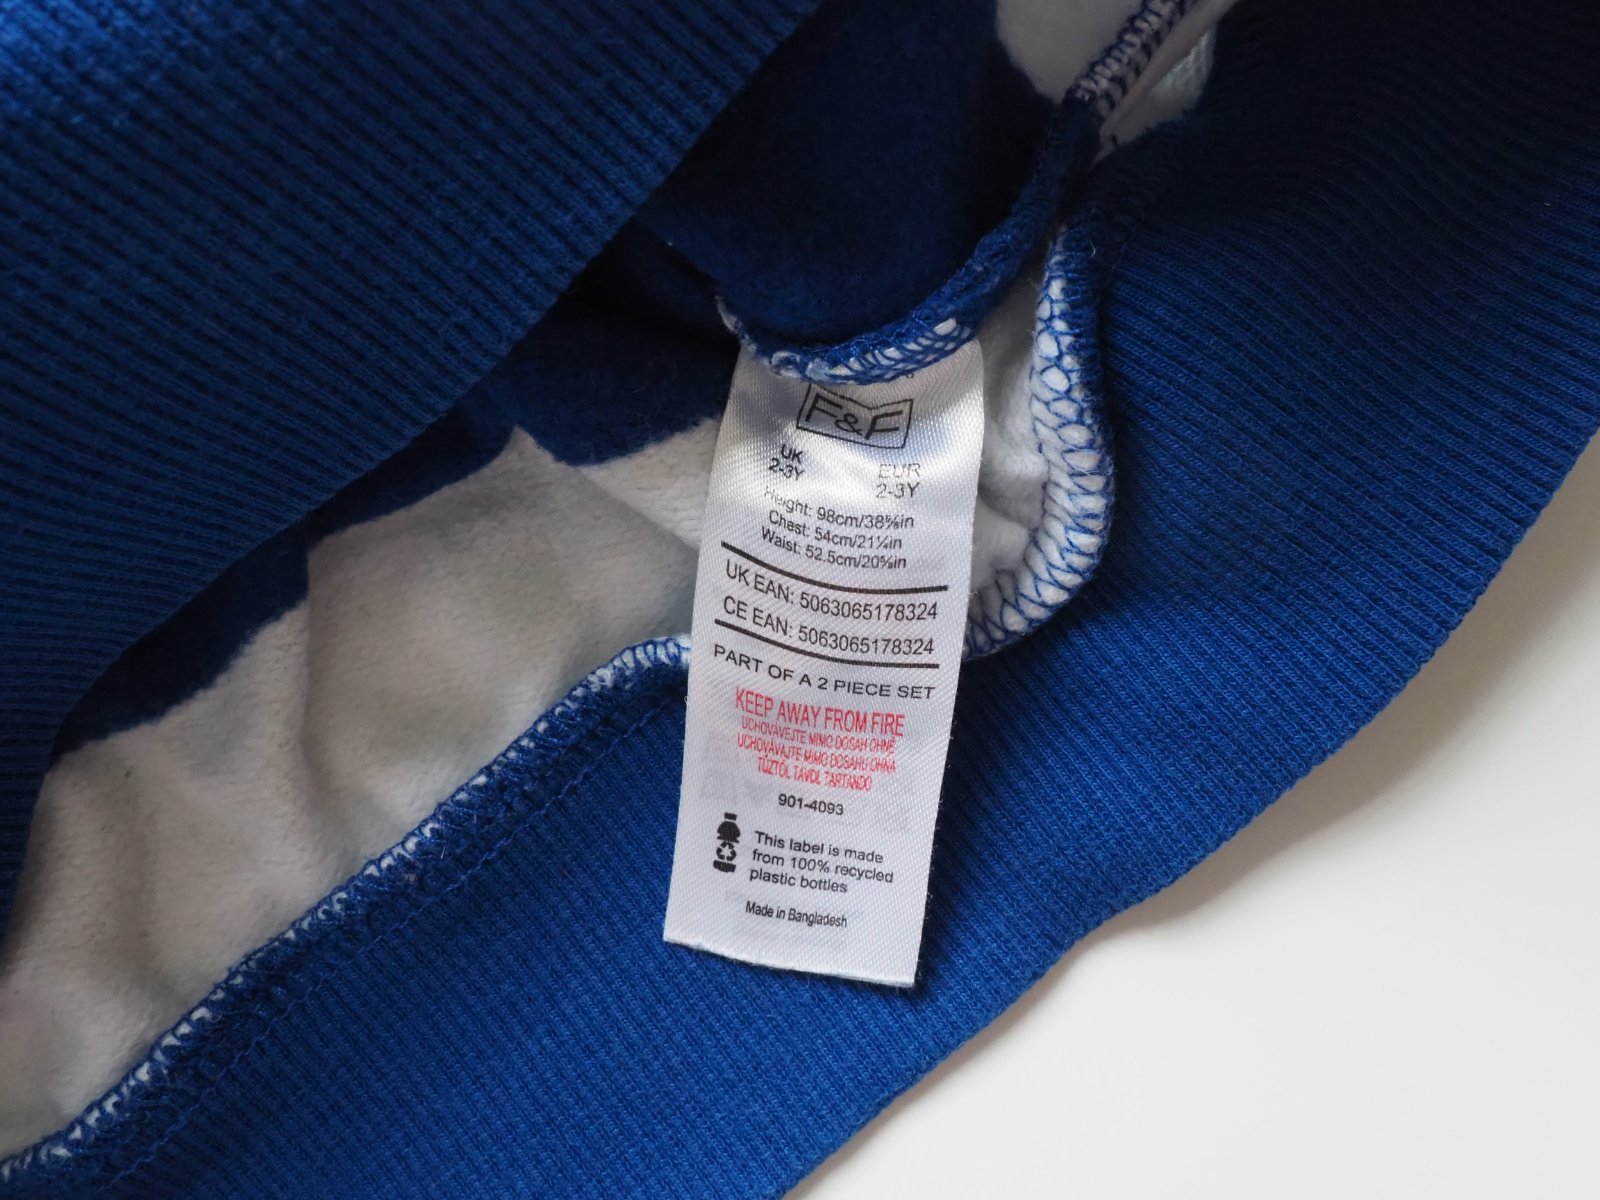 F&F
UK EUR
2-3Y 2-3Y
Height: 98cm/38⅝in
Chest: 54cm/21¼in
Waist: 52.5cm/20⅝in
UK EAN: 5063065178324
CE EAN: 5063065178324
PART OF A 2 PIECE SET
KEEP AWAY FROM FIRE
UCHOVÁVEJTE MIMO DOSAH OHNĚ
UCHOVÁVAJTE MIMO DOSAHU OHŇA
TŰZTŐL TÁVOL TARTANDÓ
901-4093
This label is made
from 100% recycled
plastic bottles
Made in Bangladesh